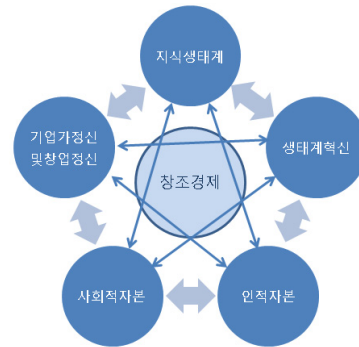 지식생태계
기업가정신
및창업정신
생태계혁신
창조경제
사회적자본
인적자본